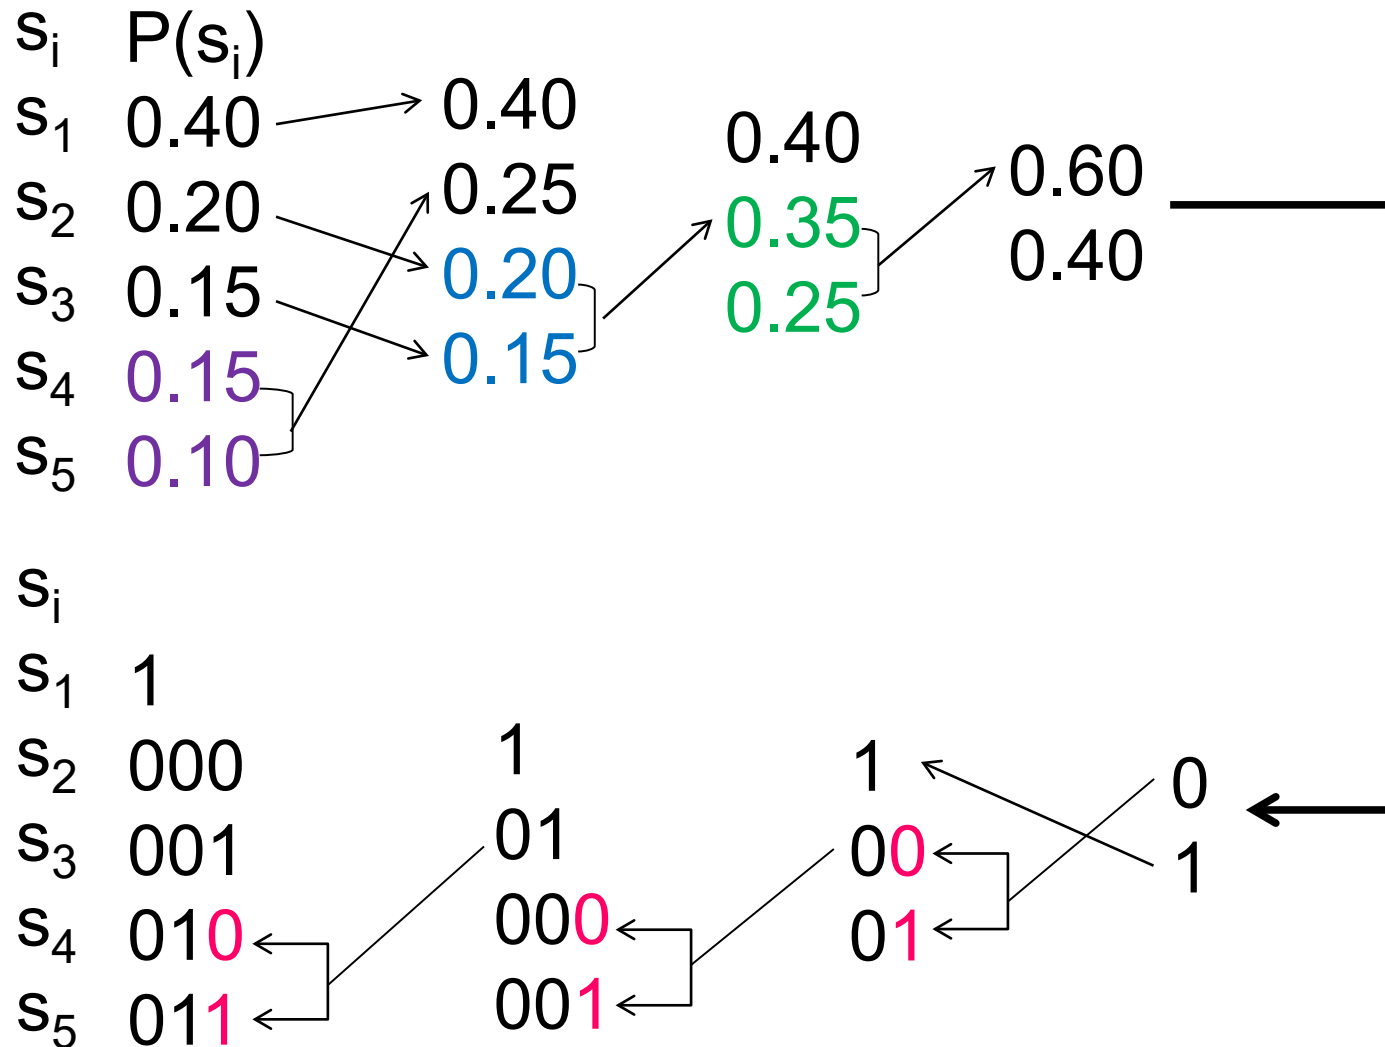 sᵢ P(sᵢ)
s₁ 0.40 0.40 0.40 0.60
s₂ 0.20 0.25 0.35 0.40
s₃ 0.15 0.20 0.25
s₄ 0.15 0.15
s₅ 0.10
sᵢ
s₁ 1
s₂ 000 1 1 0
s₃ 001 01 00 1
s₄ 010 000 01
s₅ 011 001